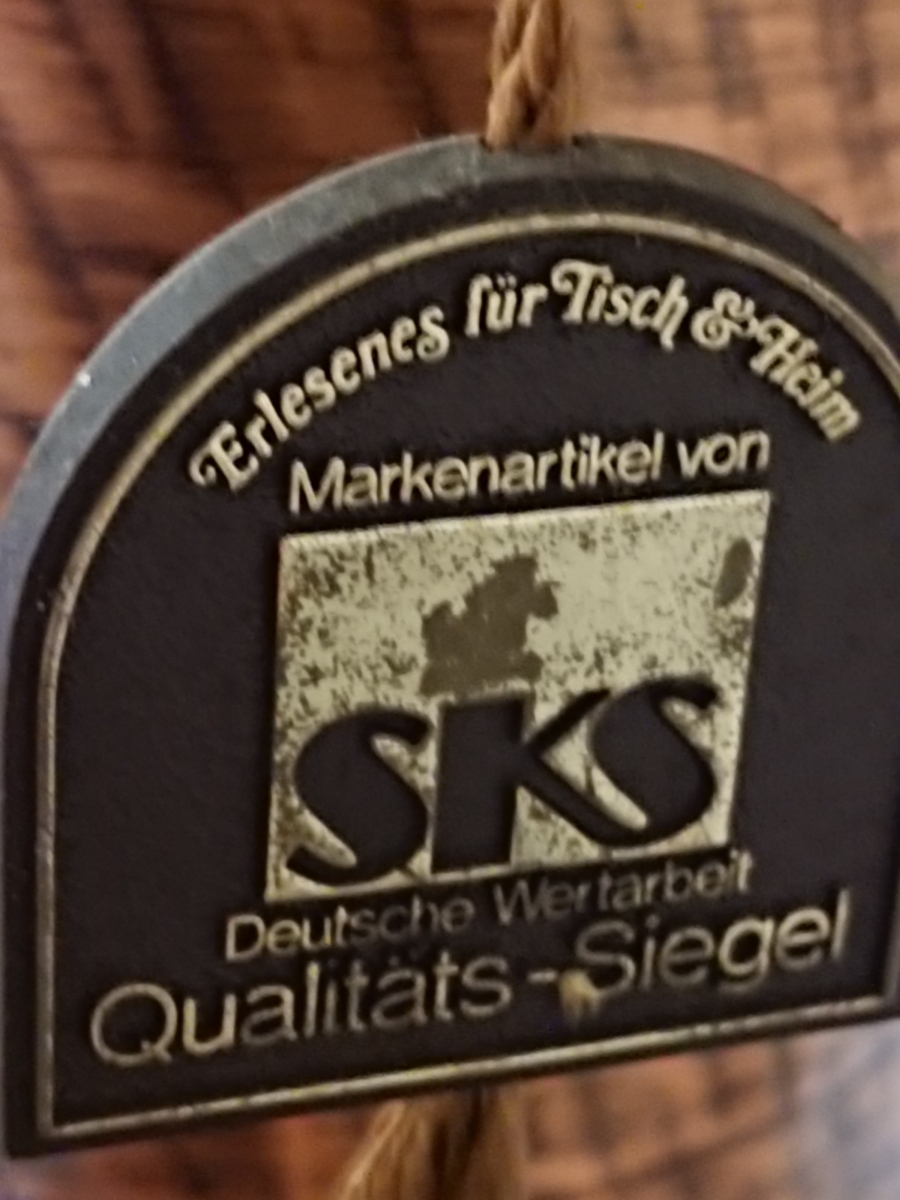 Erlesenes für Tisch & Heim
Markenartikel von
SKS
Deutsche Wertarbeit
Qualitäts-Siegel